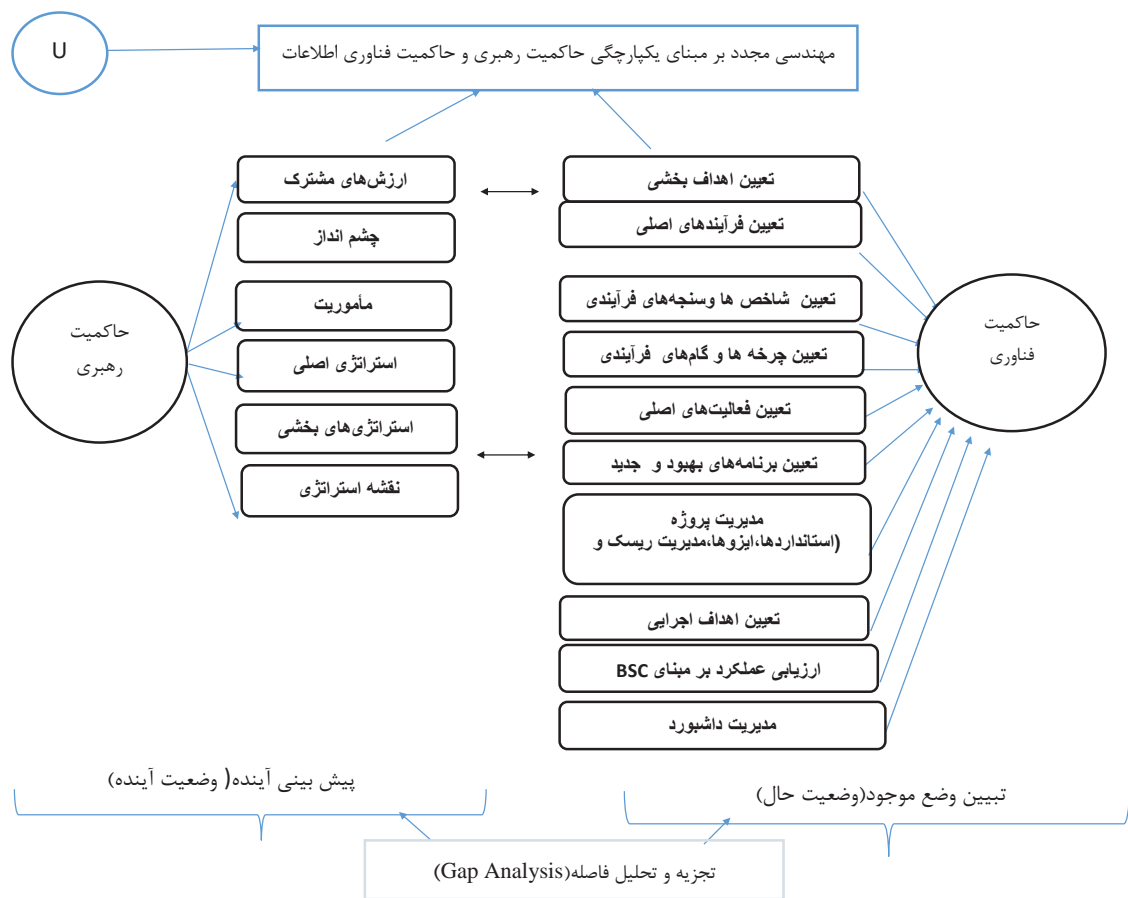 U
مهندسی مجدد بر مبنای یکپارچگی حاکمیت رهبری و حاکمیت فناوری اطلاعات
حاکمیت
رهبری
ارزش‌های مشترک
چشم انداز
مأموریت
استراتژی اصلی
استراتژی‌های بخشی
نقشه استراتژی
تعیین اهداف بخشی
تعیین فرآیندهای اصلی
تعیین شاخص ها وسنجه‌های فرآیندی
تعیین چرخه ها و گام‌های فرآیندی
تعیین فعالیت‌های اصلی
تعیین برنامه‌های بهبود و جدید
مدیریت پروژه
(استانداردها،ایزوها،مدیریت ریسک و
تعیین اهداف اجرایی
ارزیابی عملکرد بر مبنای BSC
مدیریت داشبورد
حاکمیت
فناوری
پیش بینی آینده( وضعیت آینده)
تبیین وضع موجود(وضعیت حال)
تجزیه و تحلیل فاصله(Gap Analysis)